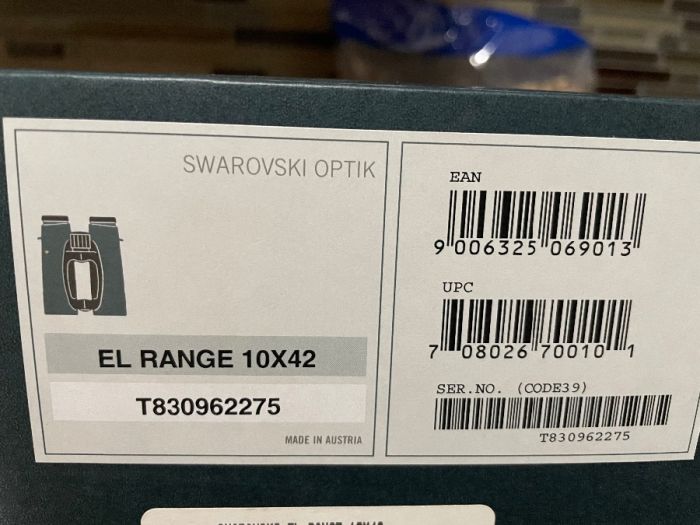 SWAROVSKI OPTIK
EL RANGE 10X42
T830962275
MADE IN AUSTRIA
EAN
9 006325 069013
UPC
7 08026 70010 1
SER.NO. (CODE39)
T830962275